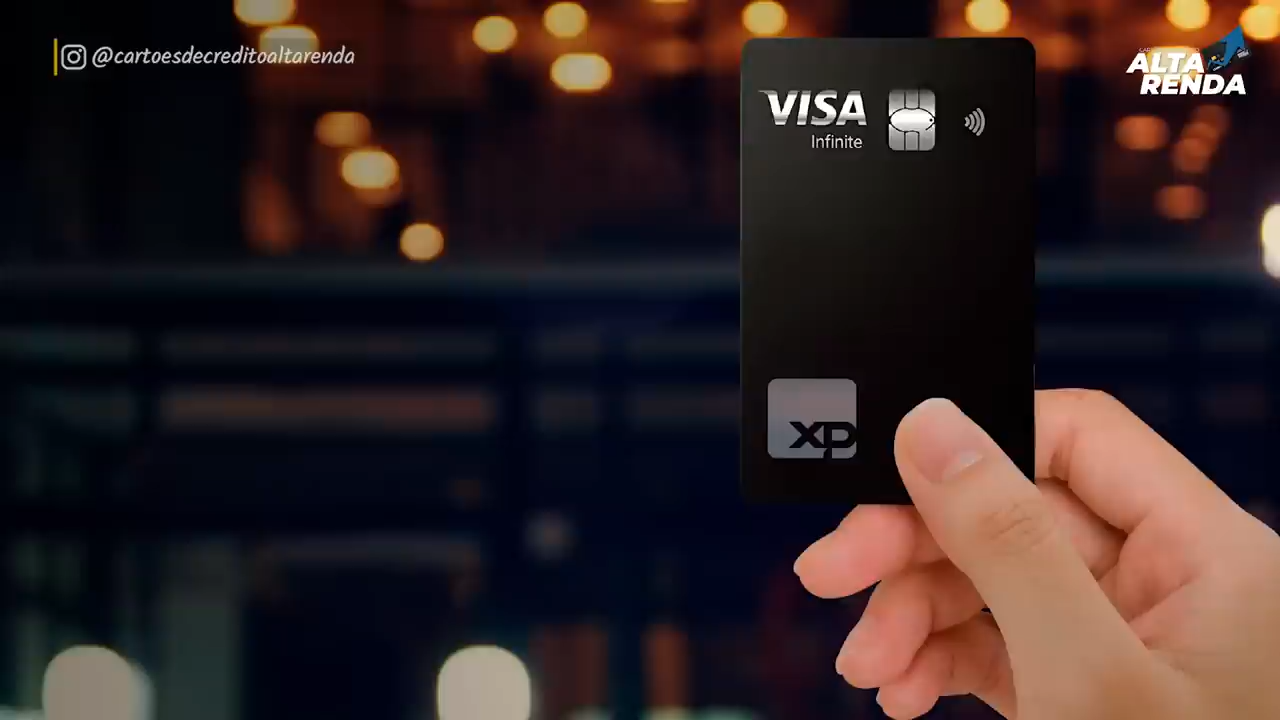 @cartoesdecreditoaltarenda
ALTA
RENDA
VISA
Infinite
xp